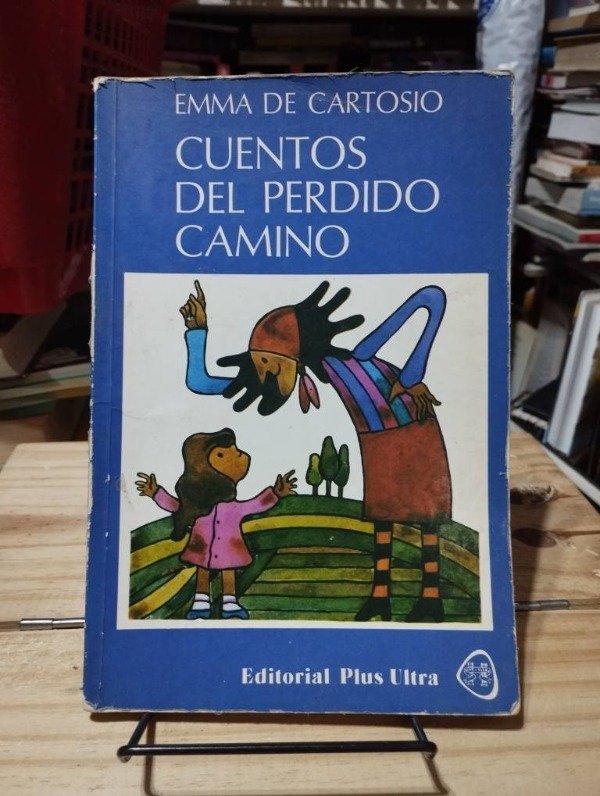 EMMA DE CARTOSIO
CUENTOS
DEL PERDIDO
CAMINO
Editorial Plus Ultra